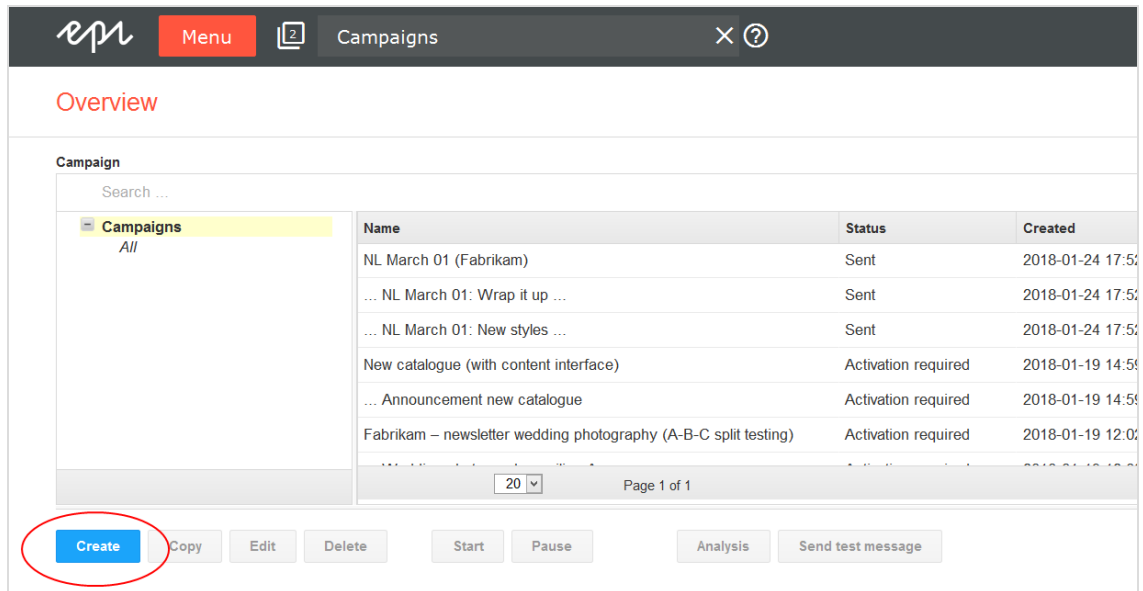 epi Menu 2 Campaigns
Overview
Campaign
Search ...
Campaigns
All
Name Status Created
NL March 01 (Fabrikam) Sent 2018-01-24 17:52
... NL March 01: Wrap it up ... Sent 2018-01-24 17:52
... NL March 01: New styles ... Sent 2018-01-24 17:52
New catalogue (with content interface) Activation required 2018-01-19 14:59
... Announcement new catalogue Activation required 2018-01-19 14:59
Fabrikam – newsletter wedding photography (A-B-C split testing) Activation required 2018-01-19 12:02
20 Page 1 of 1
Create Copy Edit Delete Start Pause Analysis Send test message